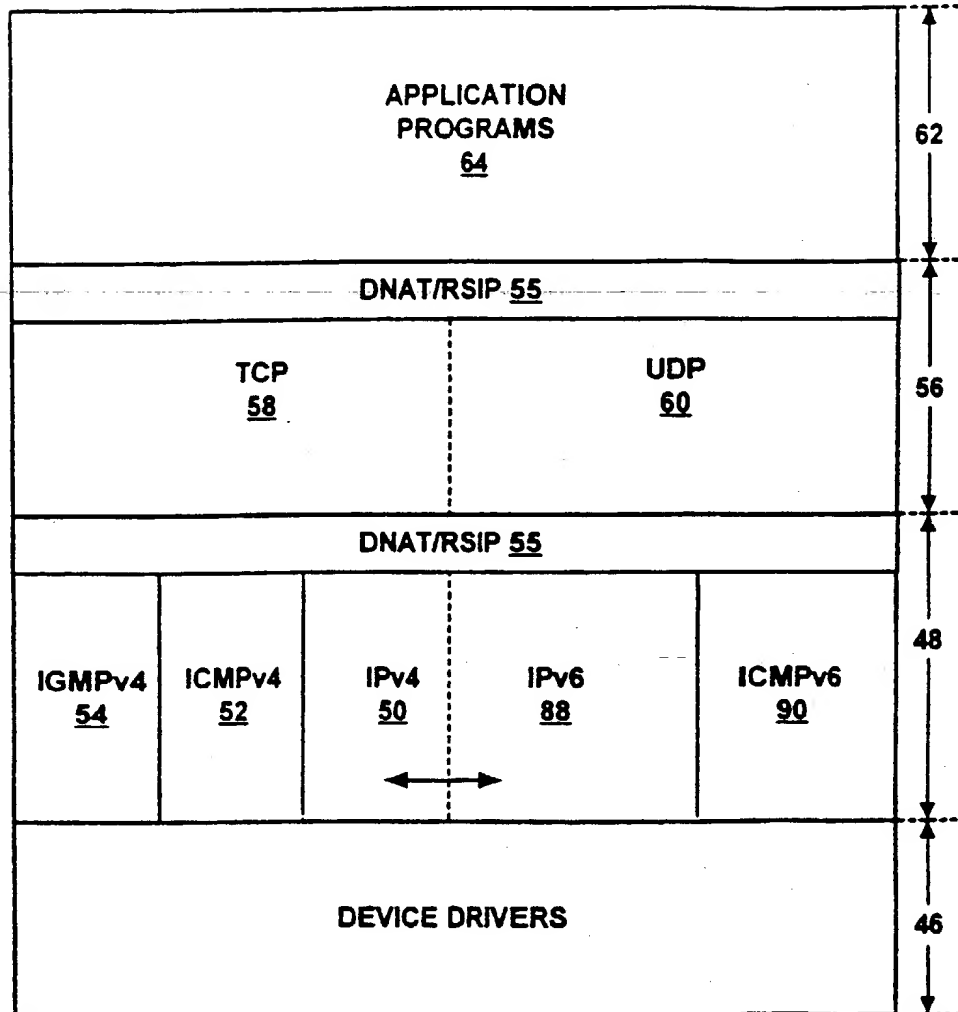 APPLICATION
PROGRAMS
64
62
DNAT/RSIP 55
TCP
58
UDP
60
56
DNAT/RSIP 55
IGMPv4
54
ICMPv4
52
IPv4
50
IPv6
88
ICMPv6
90
48
DEVICE DRIVERS
46